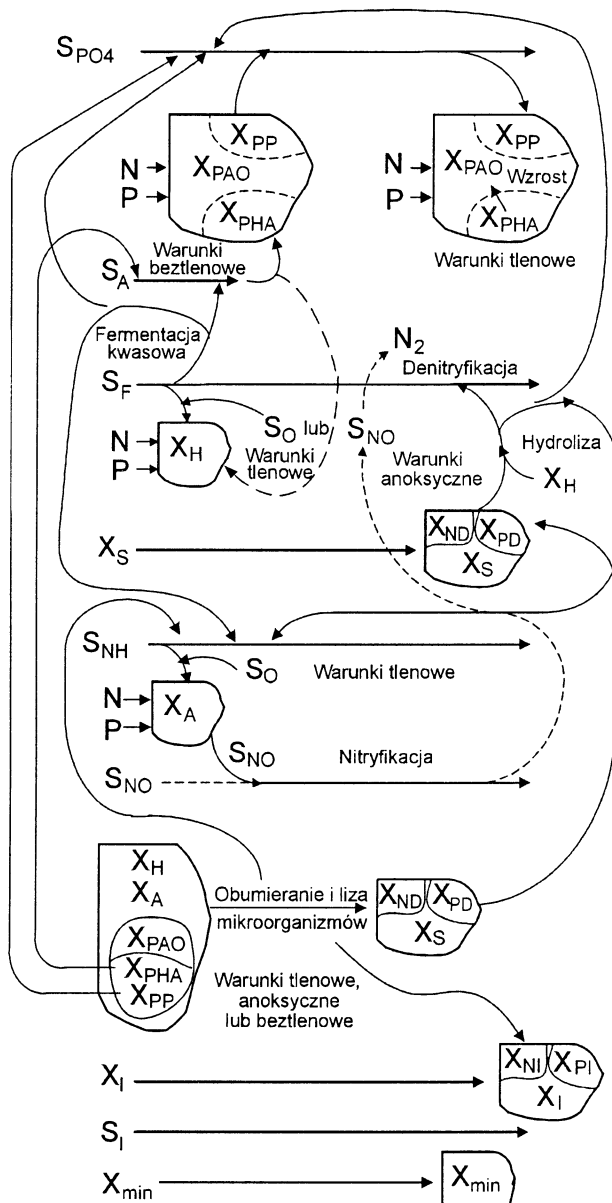 S_PO4
X_PP
X_PAO
N
P
X_PHA
X_PP
X_PAO
N
Wzrost
P
X_PHA
Warunki
beztlenowe
Warunki tlenowe
S_A
Fermentacja
kwasowa
N_2
Denitryfikacja
S_F
S_O lub
S_NO
N
P
X_H
Warunki
tlenowe
Warunki
anoksyczne
Hydroliza
X_H
X_ND
X_PD
X_S
X_S
S_NH
S_O
Warunki tlenowe
N
P
X_A
S_NO
Nitryfikacja
S_NO
X_H
X_A
X_PAO
X_PHA
X_PP
Obumieranie i liza
mikroorganizmów
X_ND
X_PD
X_S
Warunki tlenowe,
anoksyczne
lub beztlenowe
X_I
X_NI
X_PI
X_I
S_I
X_min
X_min